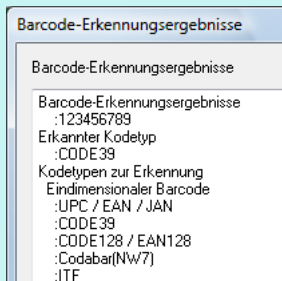 Barcode-Erkennungsergebnisse
Barcode-Erkennungsergebnisse
Barcode-Erkennungsergebnisse
:123456789
Erkannter Kodetyp
:CODE39
Kodetypen zur Erkennung
Eindimensionaler Barcode
:UPC / EAN / JAN
:CODE39
:CODE128 / EAN128
:Codabar(NW7)
:ITF